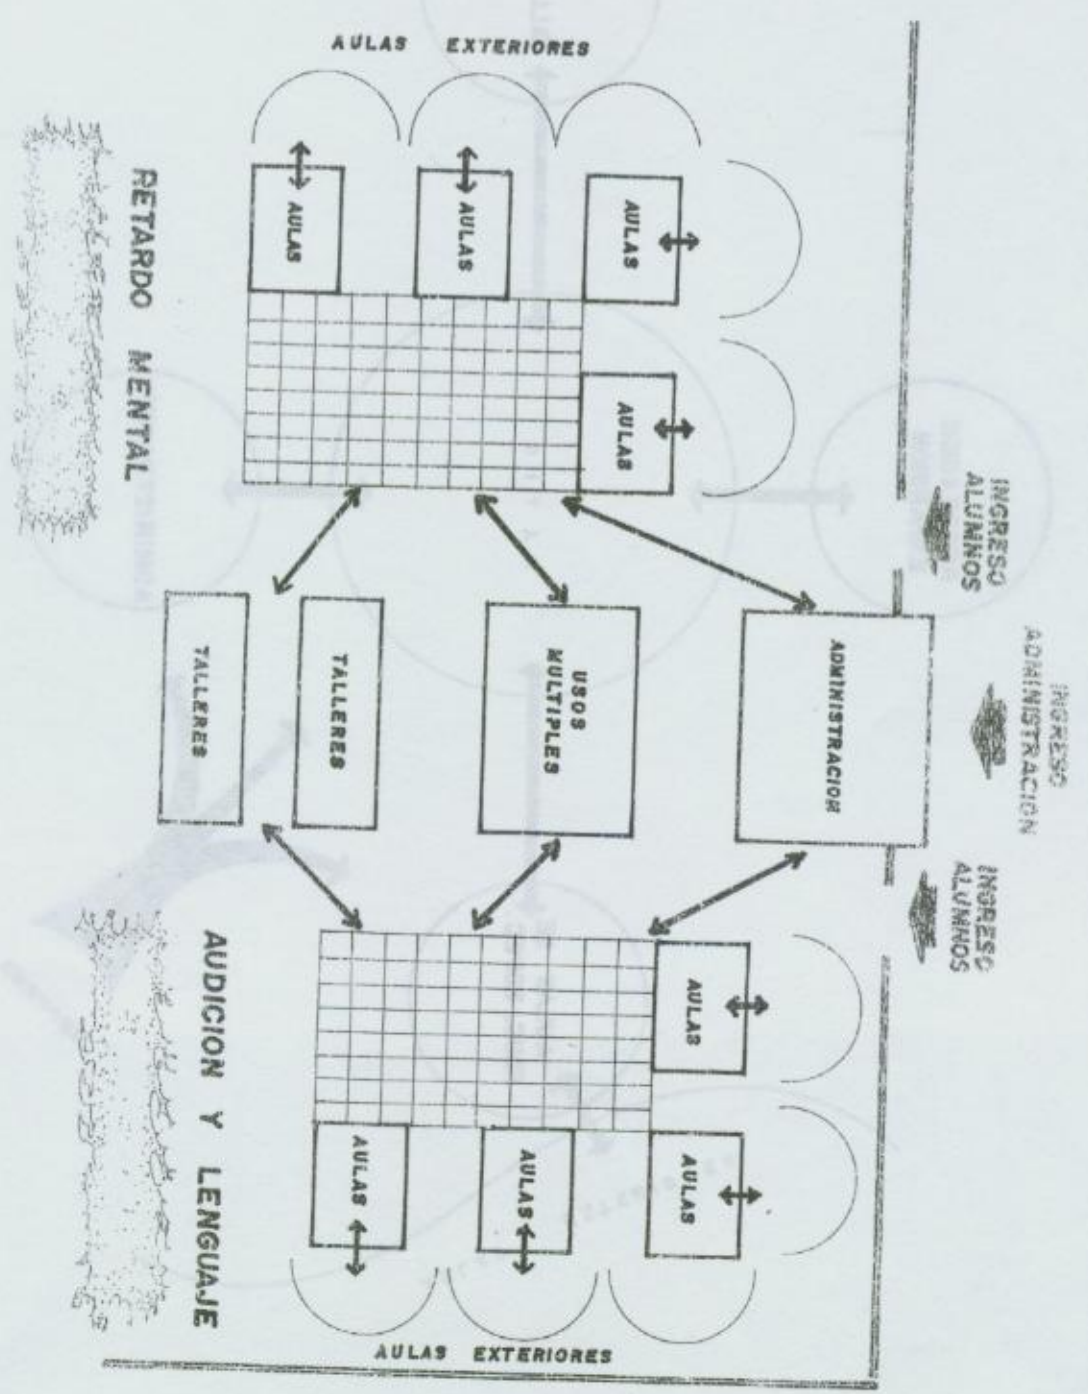 AULAS EXTERIORES
AULAS
AULAS
AULAS
AULAS
RETARDO MENTAL
INGRESO
ALUMNOS
INGRESO
ADMINISTRACION
INGRESO
ALUMNOS
TALLERES
TALLERES
USOS
MULTIPLES
ADMINISTRACION
AUDICION Y LENGUAJE
AULAS
AULAS
AULAS
AULAS
AULAS EXTERIORES